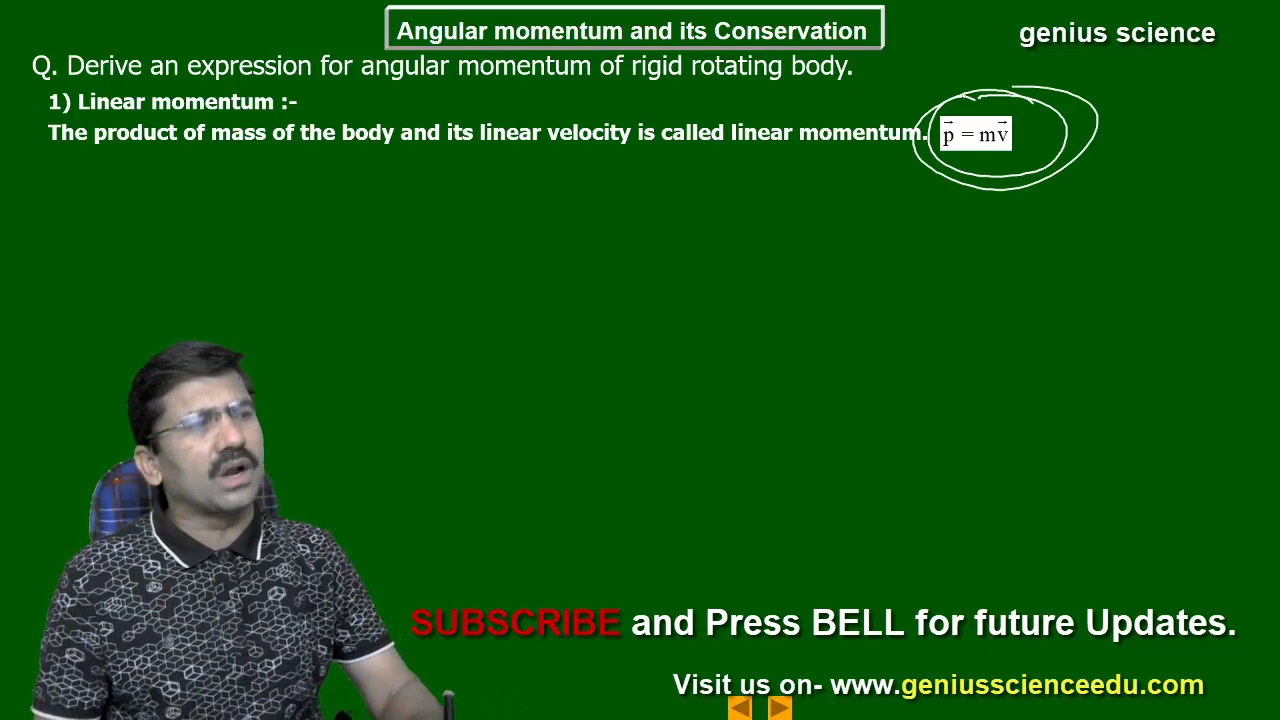 Angular momentum and its Conservation
genius science
Q. Derive an expression for angular momentum of rigid rotating body.
1) Linear momentum :-
The product of mass of the body and its linear velocity is called linear momentum. p⃗ = mv⃗
SUBSCRIBE and Press BELL for future Updates.
Visit us on- www.geniusscienceedu.com